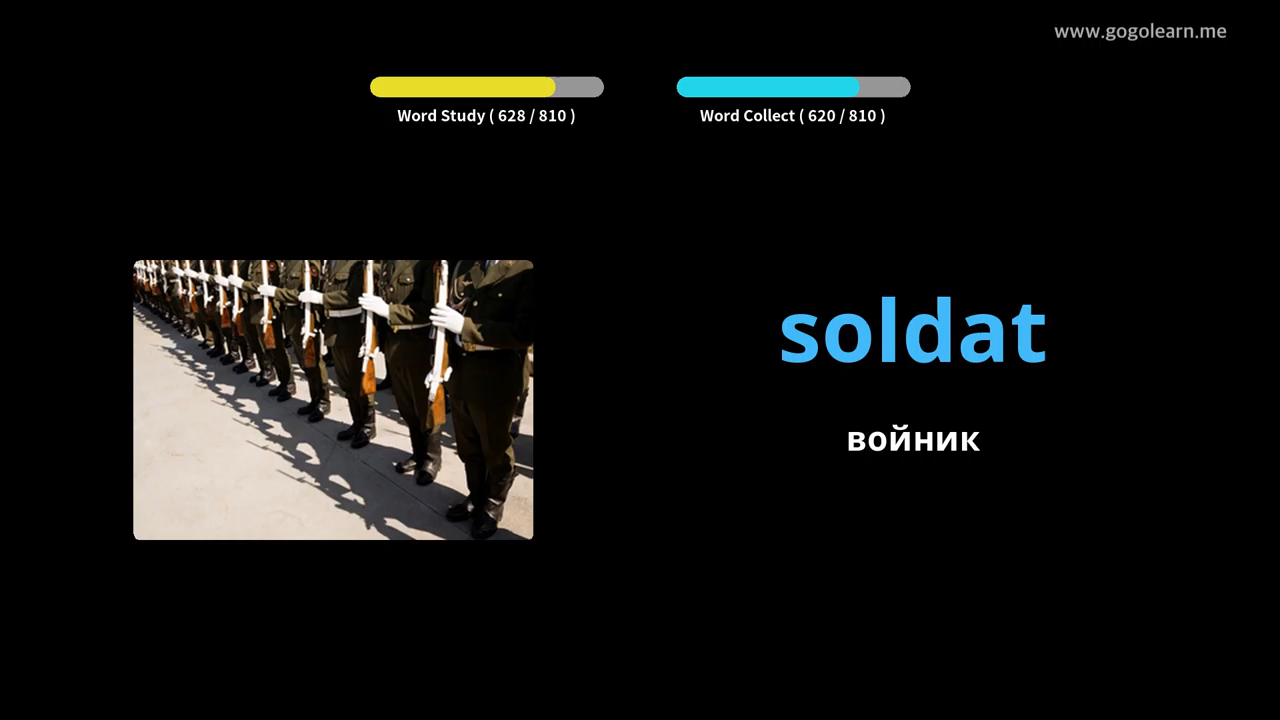 www.gogolearn.me
Word Study ( 628 / 810 )
Word Collect ( 620 / 810 )
soldat
войник